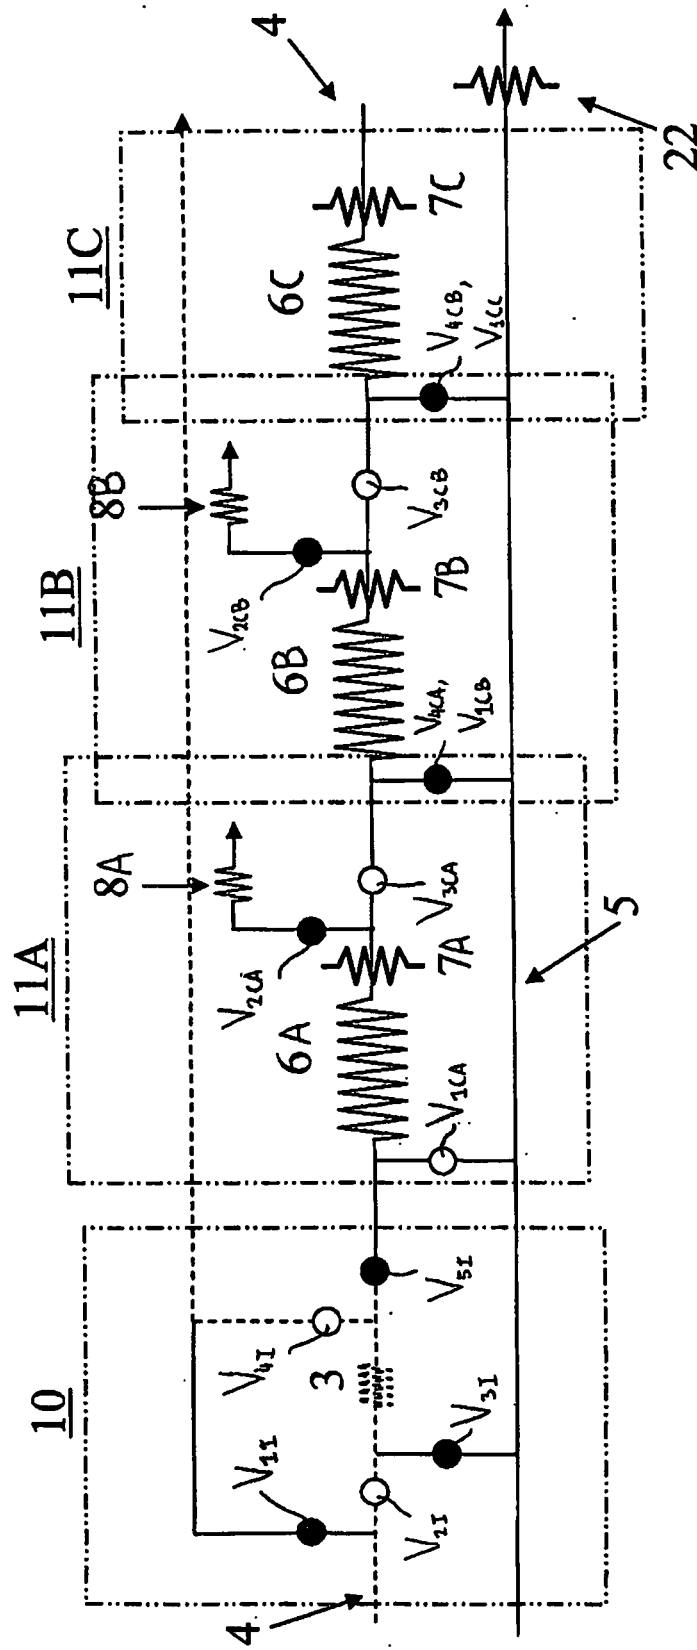 10
11A
11B
11C
4
8A
8B
V1I
V4I
V2CA
V2CB
3
6A
6B
6C
4
V2I
V3I
V5I
V1CA
7A
V3CA
V4CA,
V1CB
7B
V3CB
V4CB,
V1CC
7C
5
22